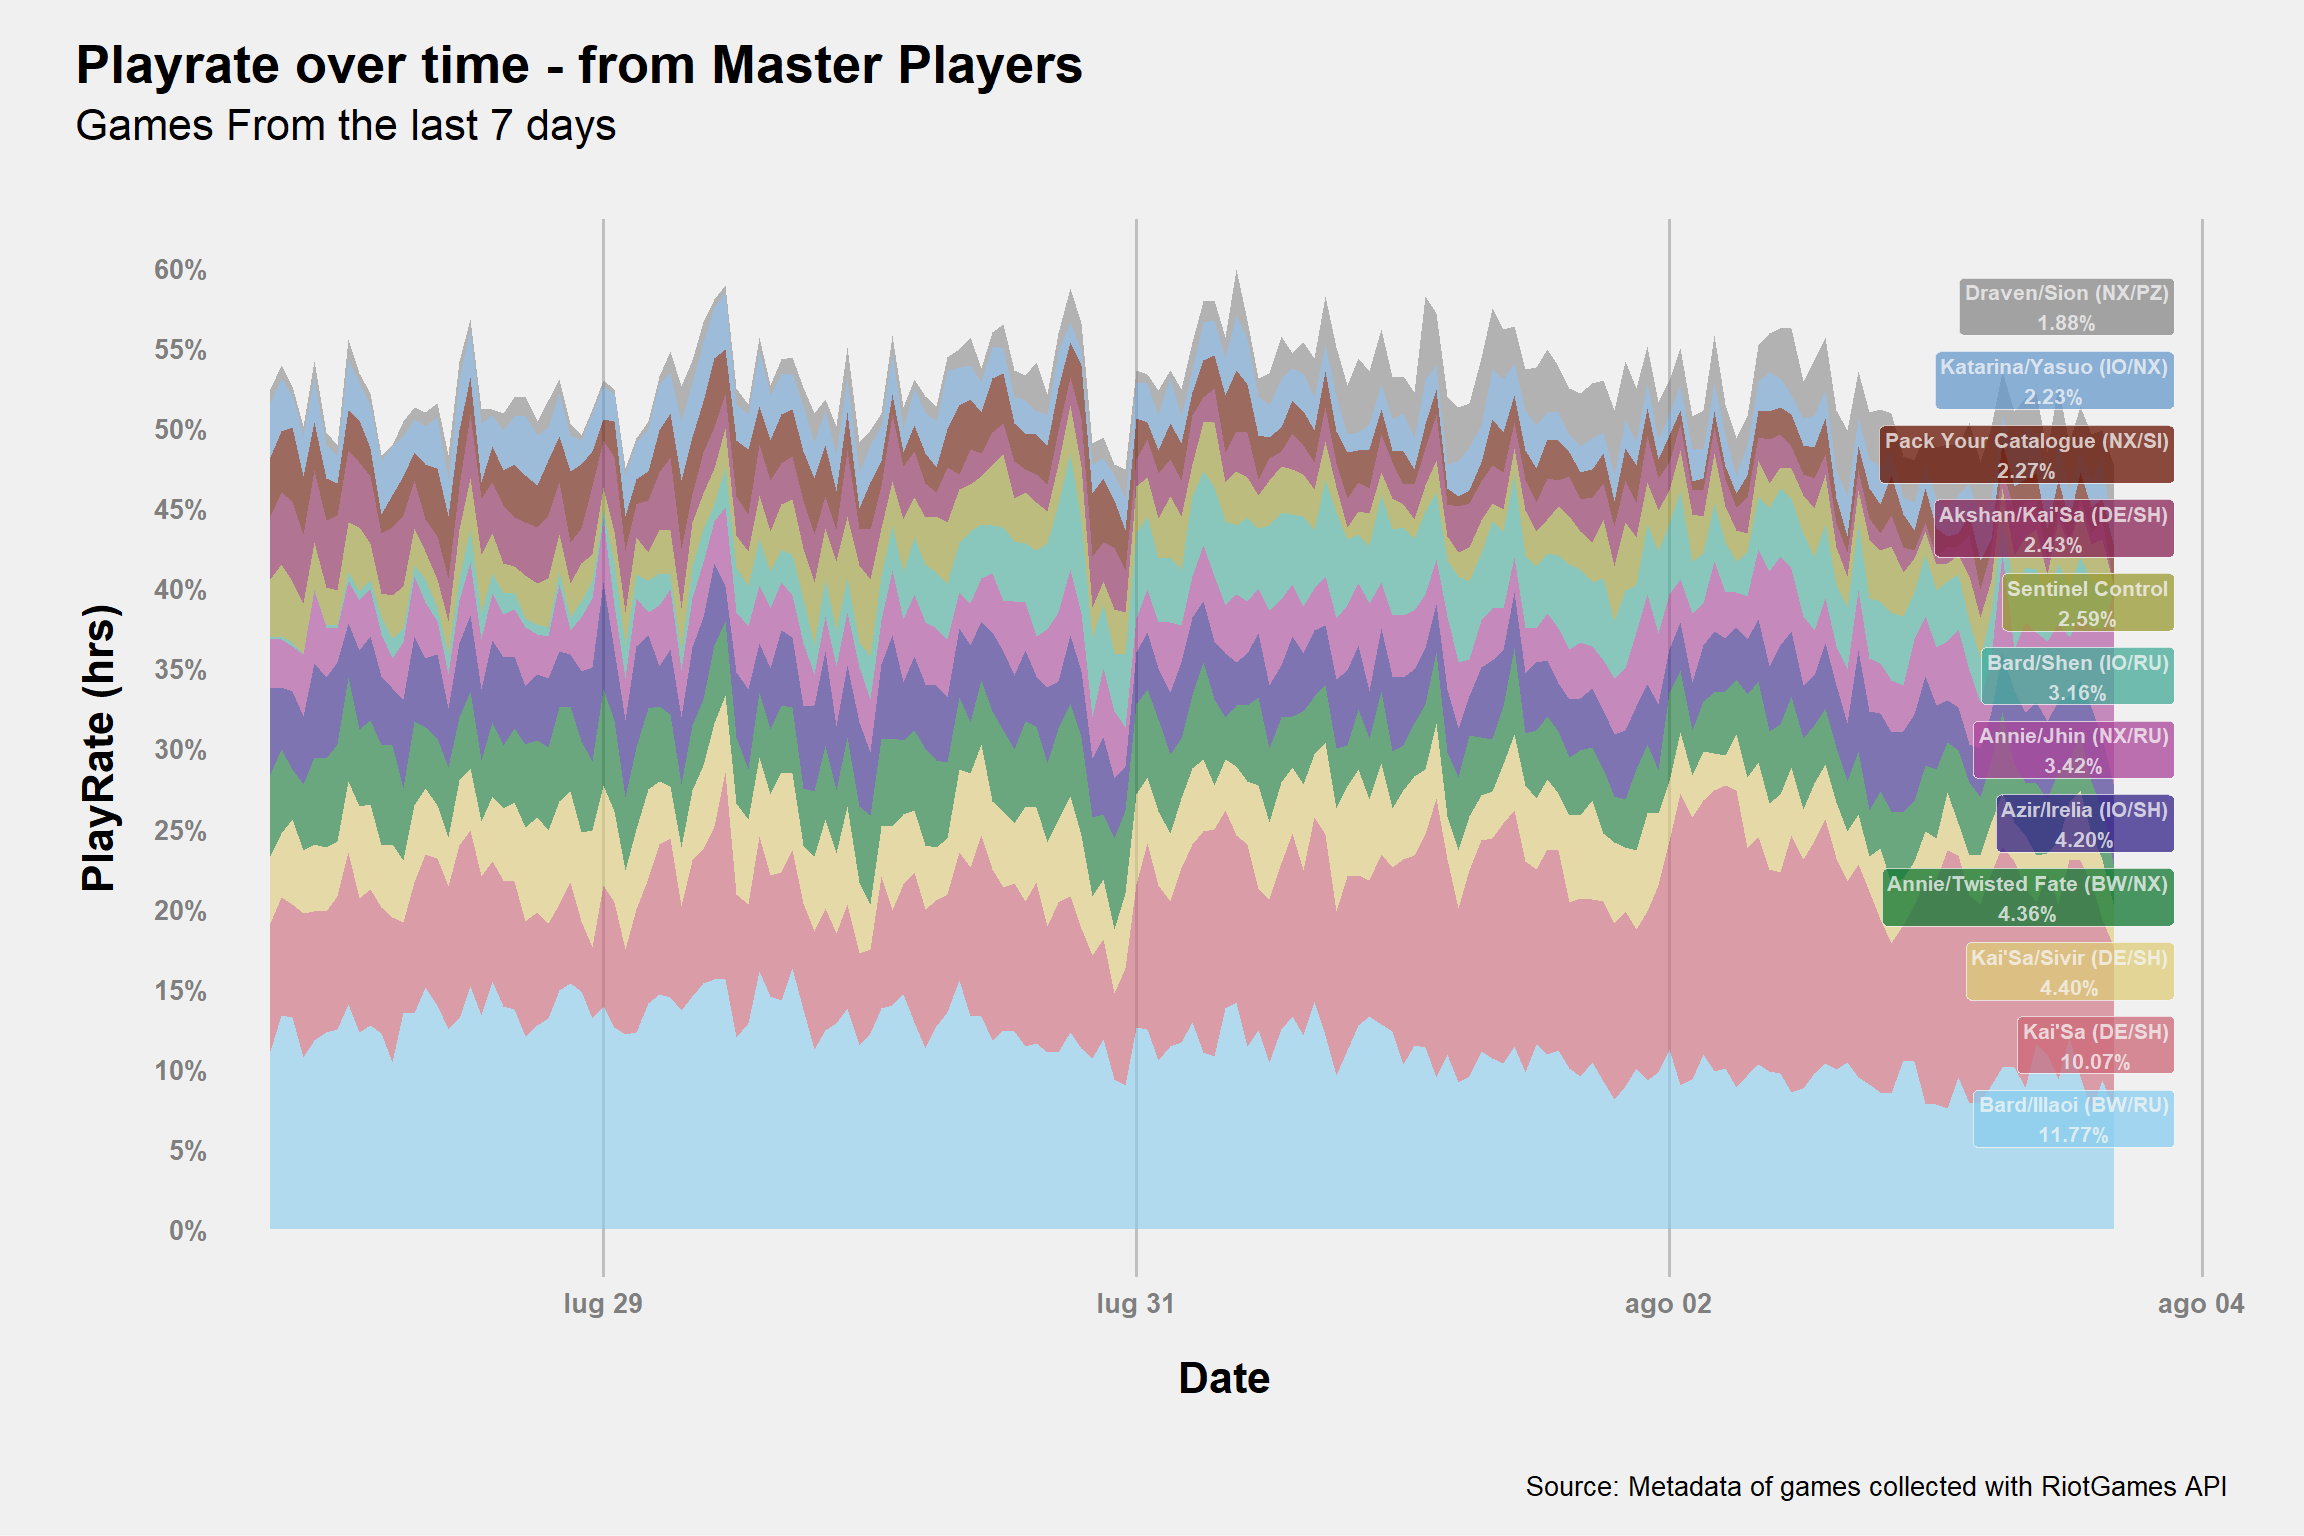 Playrate over time - from Master Players
Games From the last 7 days
PlayRate (hrs)
60%
55%
50%
45%
40%
35%
30%
25%
20%
15%
10%
5%
0%
Draven/Sion (NX/PZ)
1.88%
Katarina/Yasuo (IO/NX)
2.23%
Pack Your Catalogue (NX/SI)
2.27%
Akshan/Kai'Sa (DE/SH)
2.43%
Sentinel Control
2.59%
Bard/Shen (IO/RU)
3.16%
Annie/Jhin (NX/RU)
3.42%
Azir/Irelia (IO/SH)
4.20%
Annie/Twisted Fate (BW/NX)
4.36%
Kai'Sa/Sivir (DE/SH)
4.40%
Kai'Sa (DE/SH)
10.07%
Bard/Illaoi (BW/RU)
11.77%
lug 29
lug 31
ago 02
ago 04
Date
Source: Metadata of games collected with RiotGames API